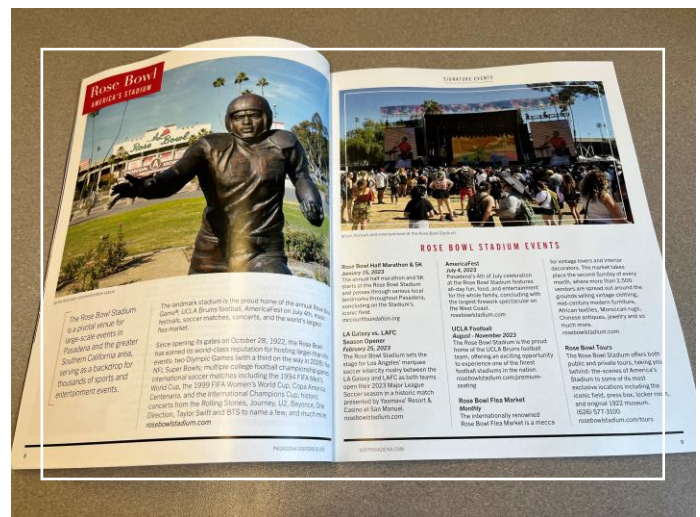 Rose Bowl
AMERICA'S STADIUM
Rose Bowl
The Rose Bowl Stadium
is a pivotal venue for
large-scale events in
Pasadena and the greater
Southern California area,
serving as a backdrop for
thousands of sports and
entertainment events.
The landmark stadium is the proud home of the annual Rose Bowl
Game®, UCLA Bruins football, AmericaFest on July 4th, major
festivals, soccer matches, concerts, and the world's largest
flea market.
Since opening its gates on October 28, 1922, the Rose Bowl
has earned its world-class reputation for hosting larger-than-life
events: two Olympic Games (with a third on the way in 2028); five
NFL Super Bowls; multiple college football championship games;
international soccer matches including the 1994 FIFA Men's
World Cup, the 1999 FIFA Women's World Cup, Copa America
Centenario, and the International Champions Cup; historic
concerts from the Rolling Stones, Journey, U2, Beyonce, One
Direction, Taylor Swift and BTS to name a few; and much more.
rosebowlstadium.com
8
PASADENA VISITORS GUIDE
SIGNATURE EVENTS
Music festivals and entertainment at the Rose Bowl Stadium
ROSE BOWL STADIUM EVENTS
Rose Bowl Half Marathon & 5K
January 15, 2023
The annual half marathon and 5K
starts at the Rose Bowl Stadium
and passes through various local
landmarks throughout Pasadena,
concluding on the Stadium's
iconic field.
mccourtfoundation.org
LA Galaxy vs. LAFC
Season Opener
February 25, 2023
The Rose Bowl Stadium sets the
stage for Los Angeles' marquee
soccer intercity rivalry between the
LA Galaxy and LAFC as both teams
open their 2023 Major League
Soccer season in a historic match
presented by Yaamava' Resort &
Casino at San Manuel.
rosebowlstadium.com
AmericaFest
July 4, 2023
Pasadena's 4th of July celebration
at the Rose Bowl Stadium features
all-day fun, food, and entertainment
for the whole family, concluding with
the largest firework spectacular on
the West Coast.
rosebowlstadium.com
UCLA Football
August - November 2023
The Rose Bowl Stadium is the proud
home of the UCLA Bruins football
team, offering an exciting opportunity
to experience one of the finest
football stadiums in the nation.
rosebowlstadium.com/premium-
seating
Rose Bowl Flea Market
Monthly
The internationally renowned
Rose Bowl Flea Market is a mecca
for vintage lovers and interior
decorators. The market takes
place the second Sunday of every
month, where more than 2,500
vendors are spread out around the
grounds selling vintage clothing,
mid-century modern furniture,
African textiles, Moroccan rugs,
Chinese antiques, jewelry and so
much more.
rosebowlstadium.com
Rose Bowl Tours
The Rose Bowl Stadium offers both
public and private tours, taking you
behind-the-scenes of America's
Stadium to some of its most
exclusive locations including the
iconic field, press box, locker room,
and original 1922 museum.
(626) 577-3100
rosebowlstadium.com/tours
VISITPASADENA.COM
9